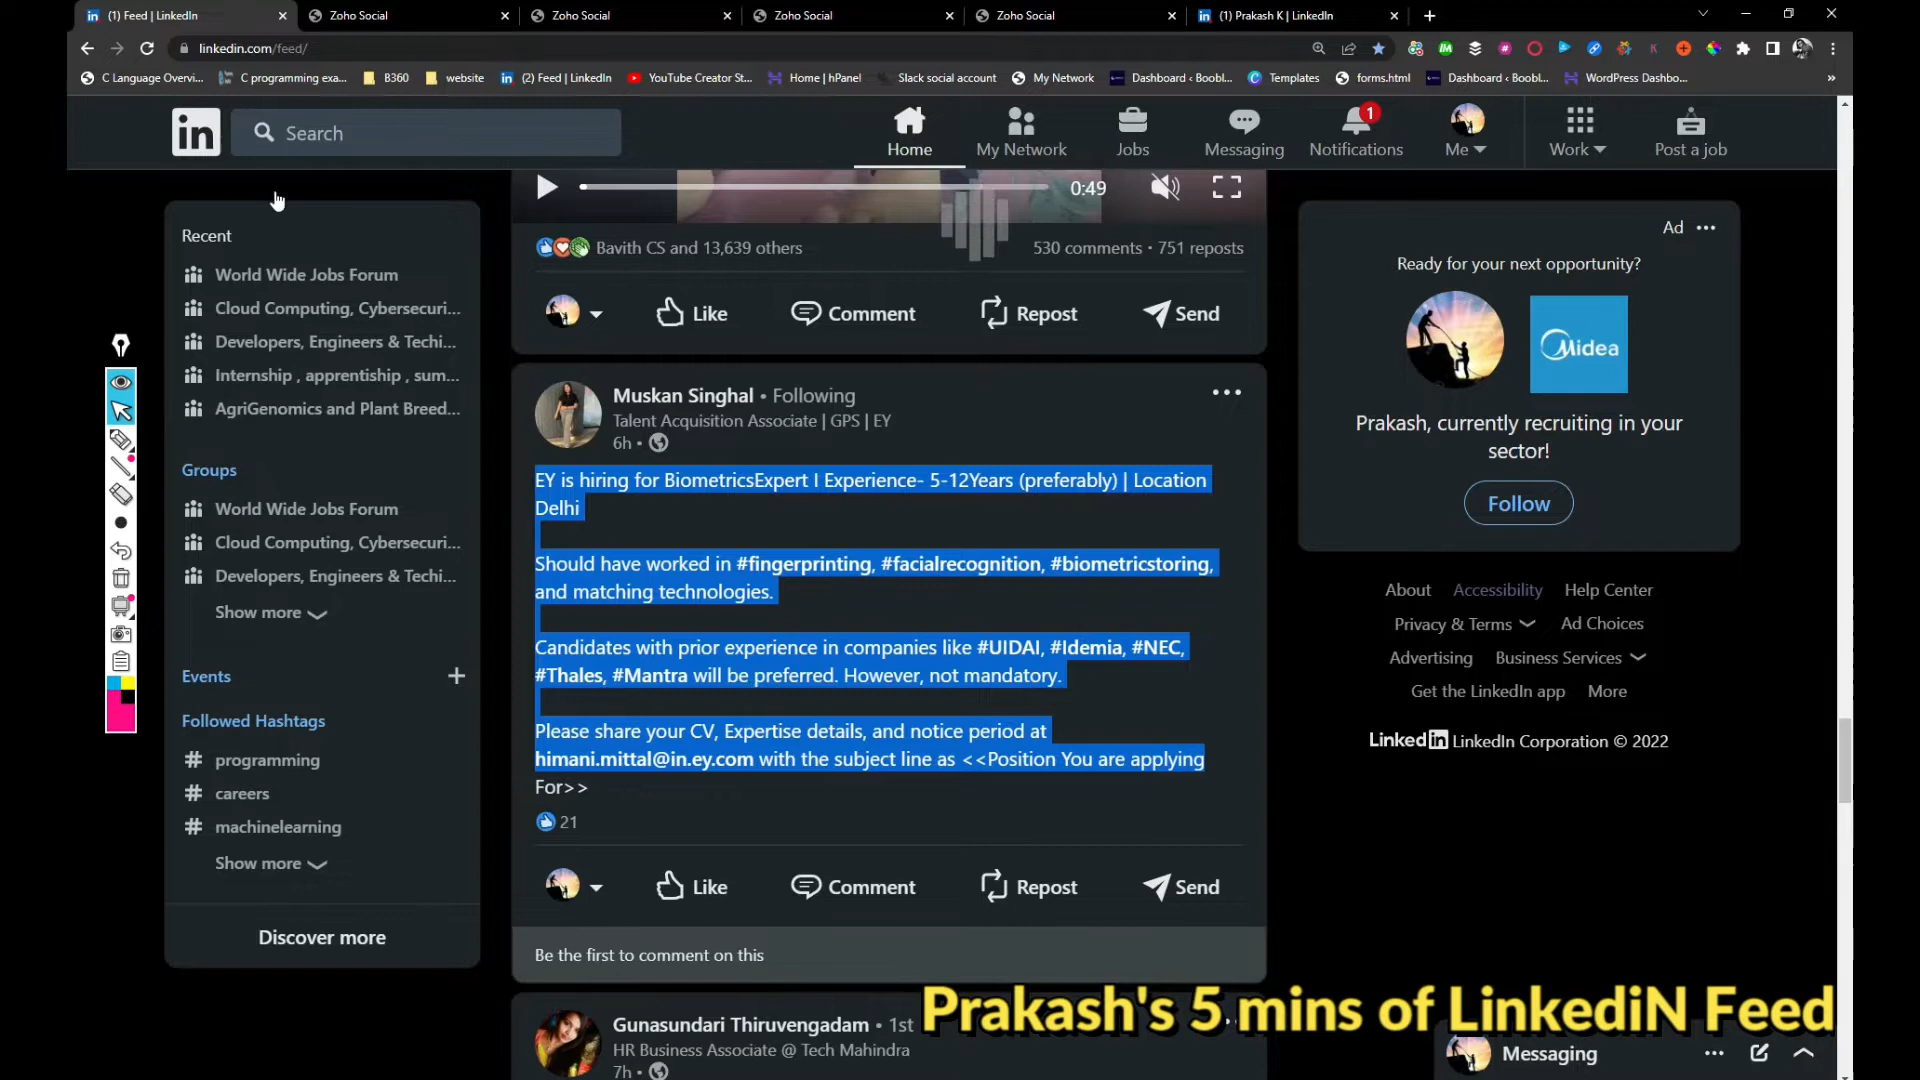 (1) Feed | LinkedIn
Zoho Social
Zoho Social
Zoho Social
Zoho Social
(1) Prakash K | LinkedIn
linkedin.com/feed/
C Language Overvi...
C programming exa...
B360
website
(2) Feed | LinkedIn
YouTube Creator St...
Home | hPanel
Slack social account
My Network
Dashboard ‹ Boobl...
Templates
forms.html
Dashboard ‹ Boobl...
WordPress Dashbo...
in
Search
Home
My Network
Jobs
Messaging
1
Notifications
Me
Work
Post a job
Recent
World Wide Jobs Forum
Cloud Computing, Cybersecuri...
Developers, Engineers & Techi...
Internship , apprentiship , sum...
AgriGenomics and Plant Breed...
Groups
World Wide Jobs Forum
Cloud Computing, Cybersecuri...
Developers, Engineers & Techi...
Show more
Events
Followed Hashtags
# programming
# careers
# machinelearning
Show more
Discover more
0:49
Bavith CS and 13,639 others
530 comments • 751 reposts
Like
Comment
Repost
Send
Muskan Singhal • Following
Talent Acquisition Associate | GPS | EY
6h •
EY is hiring for BiometricsExpert I Experience- 5-12Years (preferably) | Location
Delhi
Should have worked in #fingerprinting, #facialrecognition, #biometricstoring,
and matching technologies.
Candidates with prior experience in companies like #UIDAI, #Idemia, #NEC,
#Thales, #Mantra will be preferred. However, not mandatory.
Please share your CV, Expertise details, and notice period at
himani.mittal@in.ey.com with the subject line as <<Position You are applying
For>>
21
Like
Comment
Repost
Send
Be the first to comment on this
Gunasundari Thiruvengadam • 1st
HR Business Associate @ Tech Mahindra
7h •
Ad
Ready for your next opportunity?
Midea
Prakash, currently recruiting in your
sector!
Follow
About
Accessibility
Help Center
Privacy & Terms
Ad Choices
Advertising
Business Services
Get the LinkedIn app
More
LinkedIn LinkedIn Corporation © 2022
Prakash's 5 mins of LinkediN Feed
Messaging